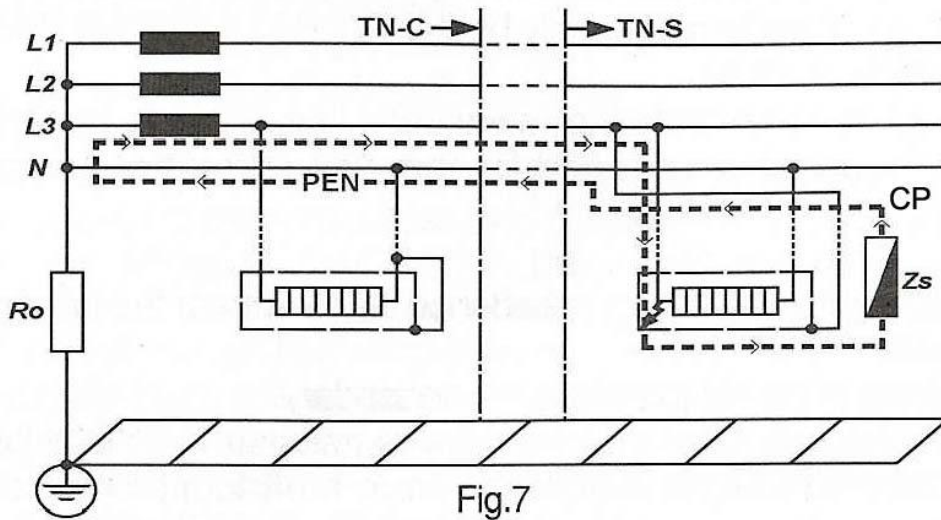 TN-C TN-S
L1
L2
L3
N
PEN
CP
Ro
Zs
Fig.7